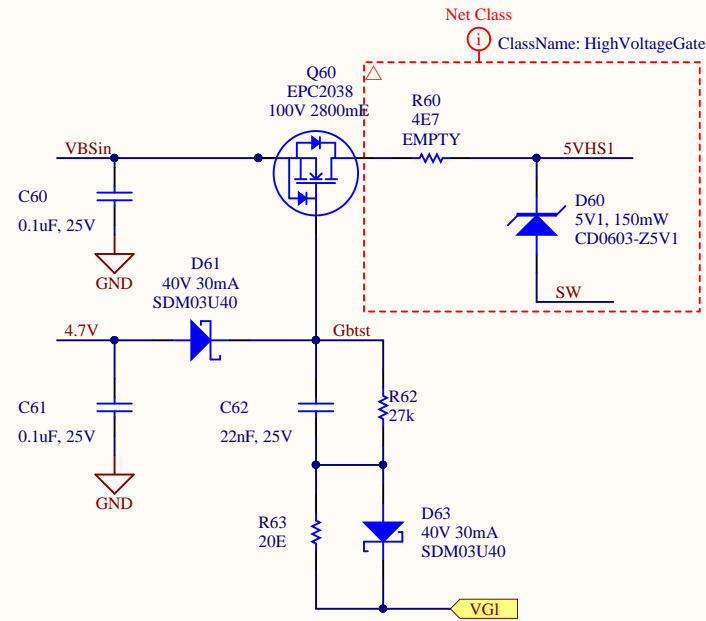 Net Class
i
ClassName: HighVoltageGate
Q60
EPC2038
100V 2800mE
R60
4E7
EMPTY
VBSin
5VHS1
C60
0.1uF, 25V
GND
D60
5V1, 150mW
CD0603-Z5V1
SW
D61
40V 30mA
SDM03U40
4.7V
Gbtst
C61
0.1uF, 25V
GND
C62
22nF, 25V
R62
27k
R63
20E
D63
40V 30mA
SDM03U40
VGl